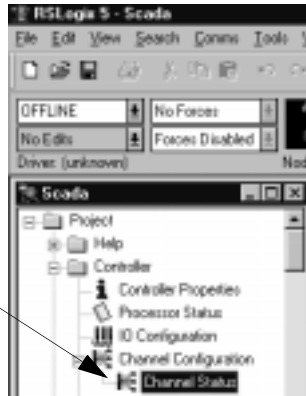 RSLogix 5 - Scada
File Edit View Search Comms Tools
OFFLINE No Forces
No Edits Forces Disabled
Driver: (unknown)
Scada
Project
Help
Controller
Controller Properties
Processor Status
IO Configuration
Channel Configuration
Channel Status